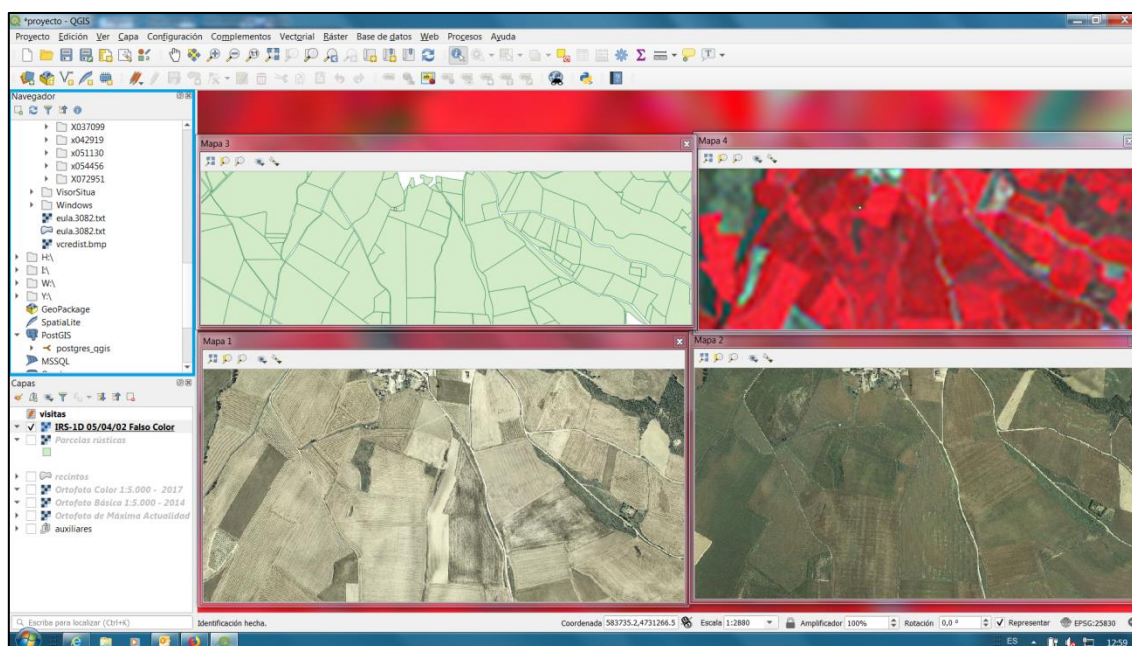 *proyecto - QGIS
Proyecto Edición Ver Capa Configuración Complementos Vectorial Ráster Base de datos Web Procesos Ayuda
Navegador
X037099
x042919
x051130
x054456
X072951
VisorSitua
Windows
eula.3082.txt
eula.3082.txt
vcredist.bmp
H:\
I:\
W:\
Y:\
GeoPackage
SpatiaLite
PostGIS
postgres_qgis
MSSQL
Capas
visitas
IRS-1D 05/04/02 Falso Color
Parcelas rústicas
recintos
Ortofoto Color 1:5.000 - 2017
Ortofoto Básica 1:5.000 - 2014
Ortofoto de Máxima Actualidad
auxiliares
Mapa 3
Mapa 4
Mapa 1
Mapa 2
Escriba para localizar (Ctrl+K)
Identificación hecha.
Coordenada 583735.2,4731266.5 Escala 1:2880 Amplificador 100% Rotación 0,0 ° Representar EPSG:25830
ES 12:59